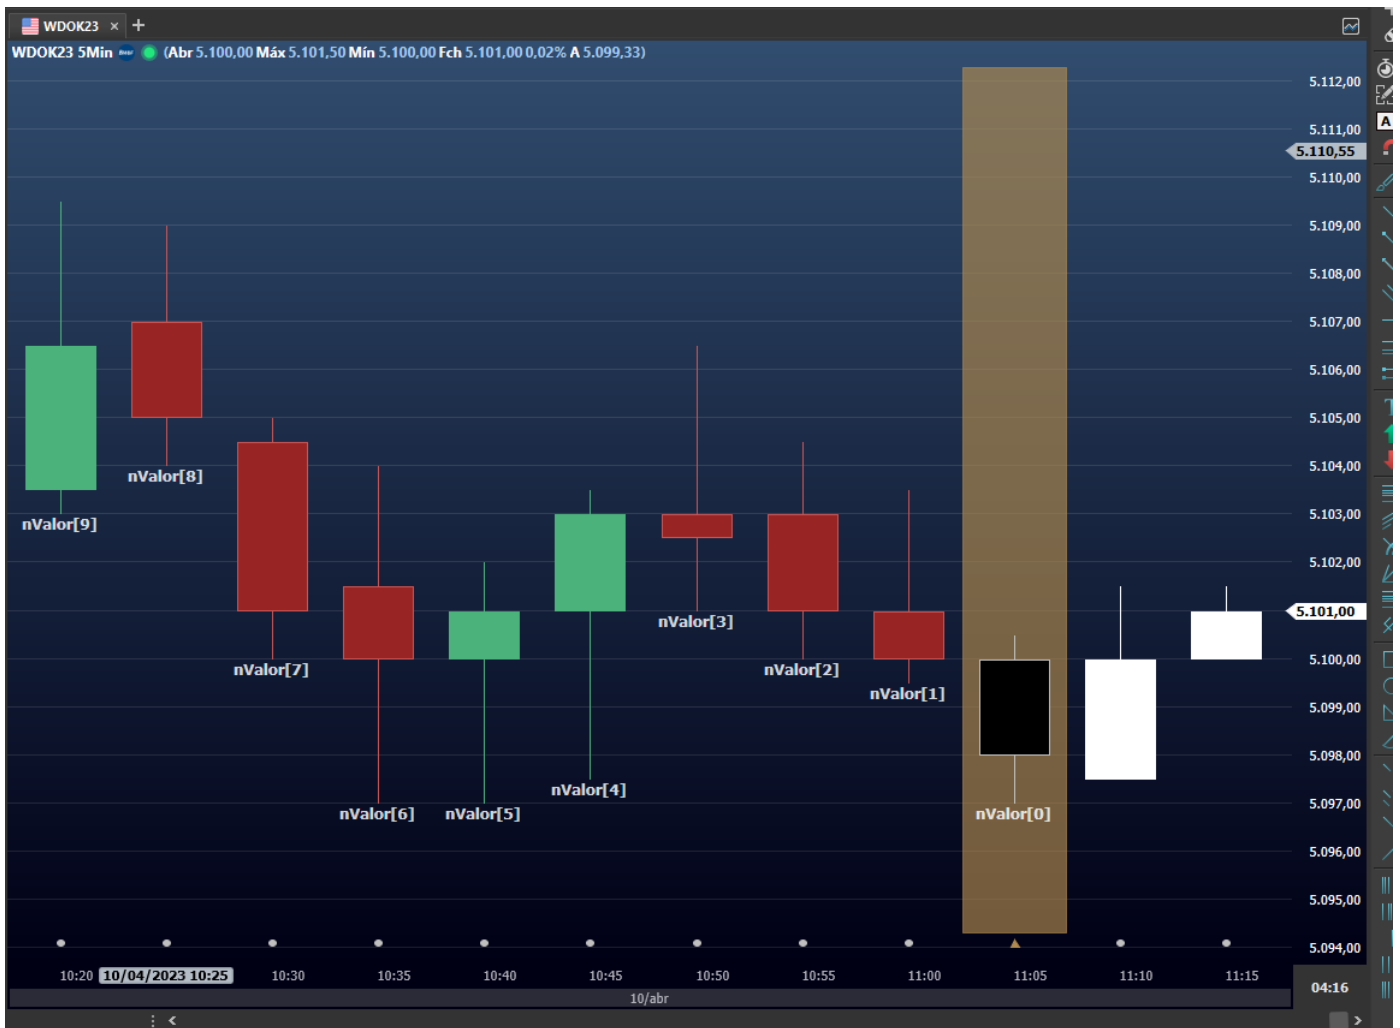 WDOK23 × +
WDOK23 5Min Best (Abr 5.100,00 Máx 5.101,50 Mín 5.100,00 Fch 5.101,00 0,02% A 5.099,33)
5.112,00
5.111,00
A
5.110,55
5.110,00
5.109,00
5.108,00
5.107,00
5.106,00
5.105,00
T
5.104,00
nValor[8]
5.103,00
nValor[9]
5.102,00
5.101,00
nValor[3]
5.100,00
nValor[7]
nValor[2]
nValor[1]
5.099,00
5.098,00
nValor[4]
5.097,00
nValor[6]
nValor[5]
nValor[0]
5.096,00
5.095,00
5.094,00
10:20 10/04/2023 10:25 10:30 10:35 10:40 10:45 10:50 10:55 11:00 11:05 11:10 11:15
04:16
10/abr